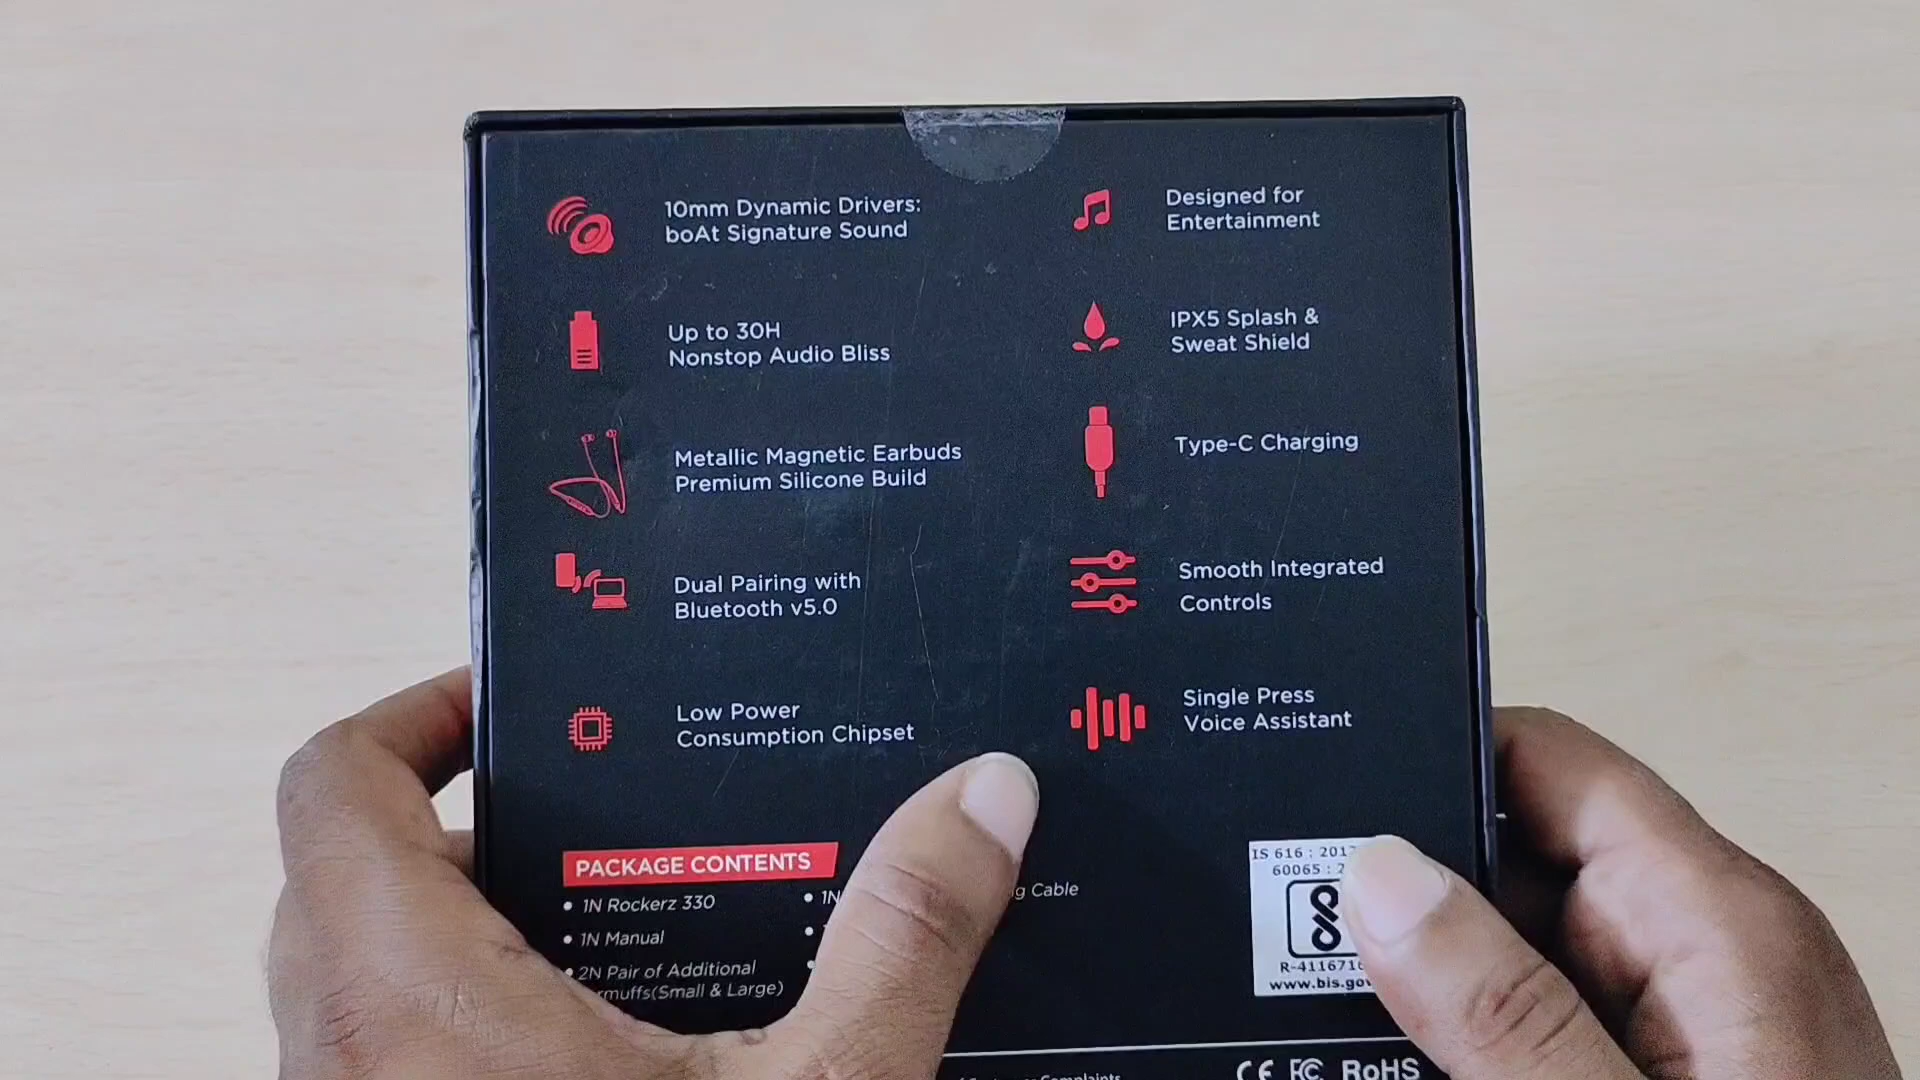 10mm Dynamic Drivers:
boAt Signature Sound
Designed for
Entertainment
Up to 30H
Nonstop Audio Bliss
IPX5 Splash &
Sweat Shield
Metallic Magnetic Earbuds
Premium Silicone Build
Type-C Charging
Dual Pairing with
Bluetooth v5.0
Smooth Integrated
Controls
Low Power
Consumption Chipset
Single Press
Voice Assistant
PACKAGE CONTENTS
• 1N Rockerz 330
• 1N
Cable
• 1N Manual
• 2N Pair of Additional
(Small & Large)
IS 616 :
60065 :
www.bis.gov
Complaints
CE FC RoHS